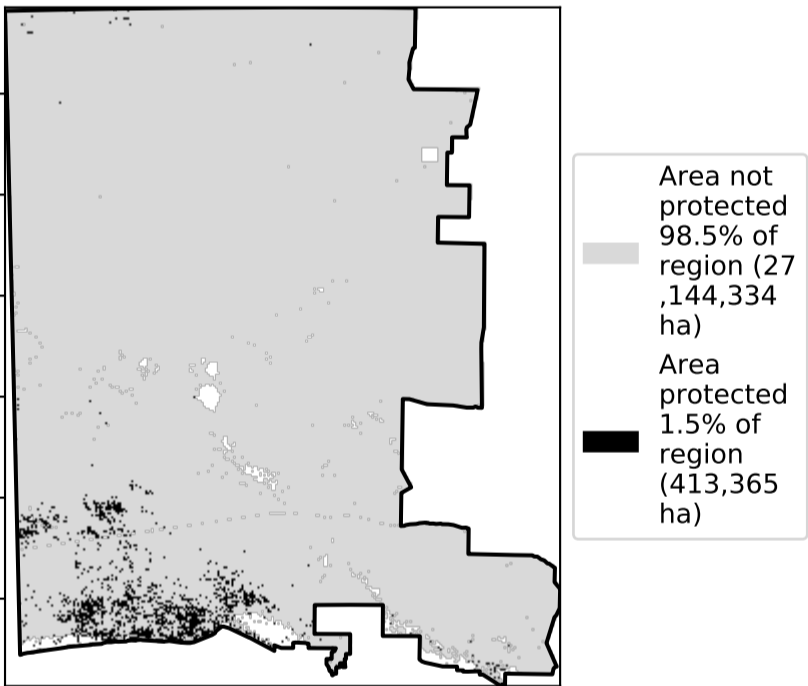 Area not
protected
98.5% of
region (27
,144,334
ha)
Area
protected
1.5% of
region
(413,365
ha)